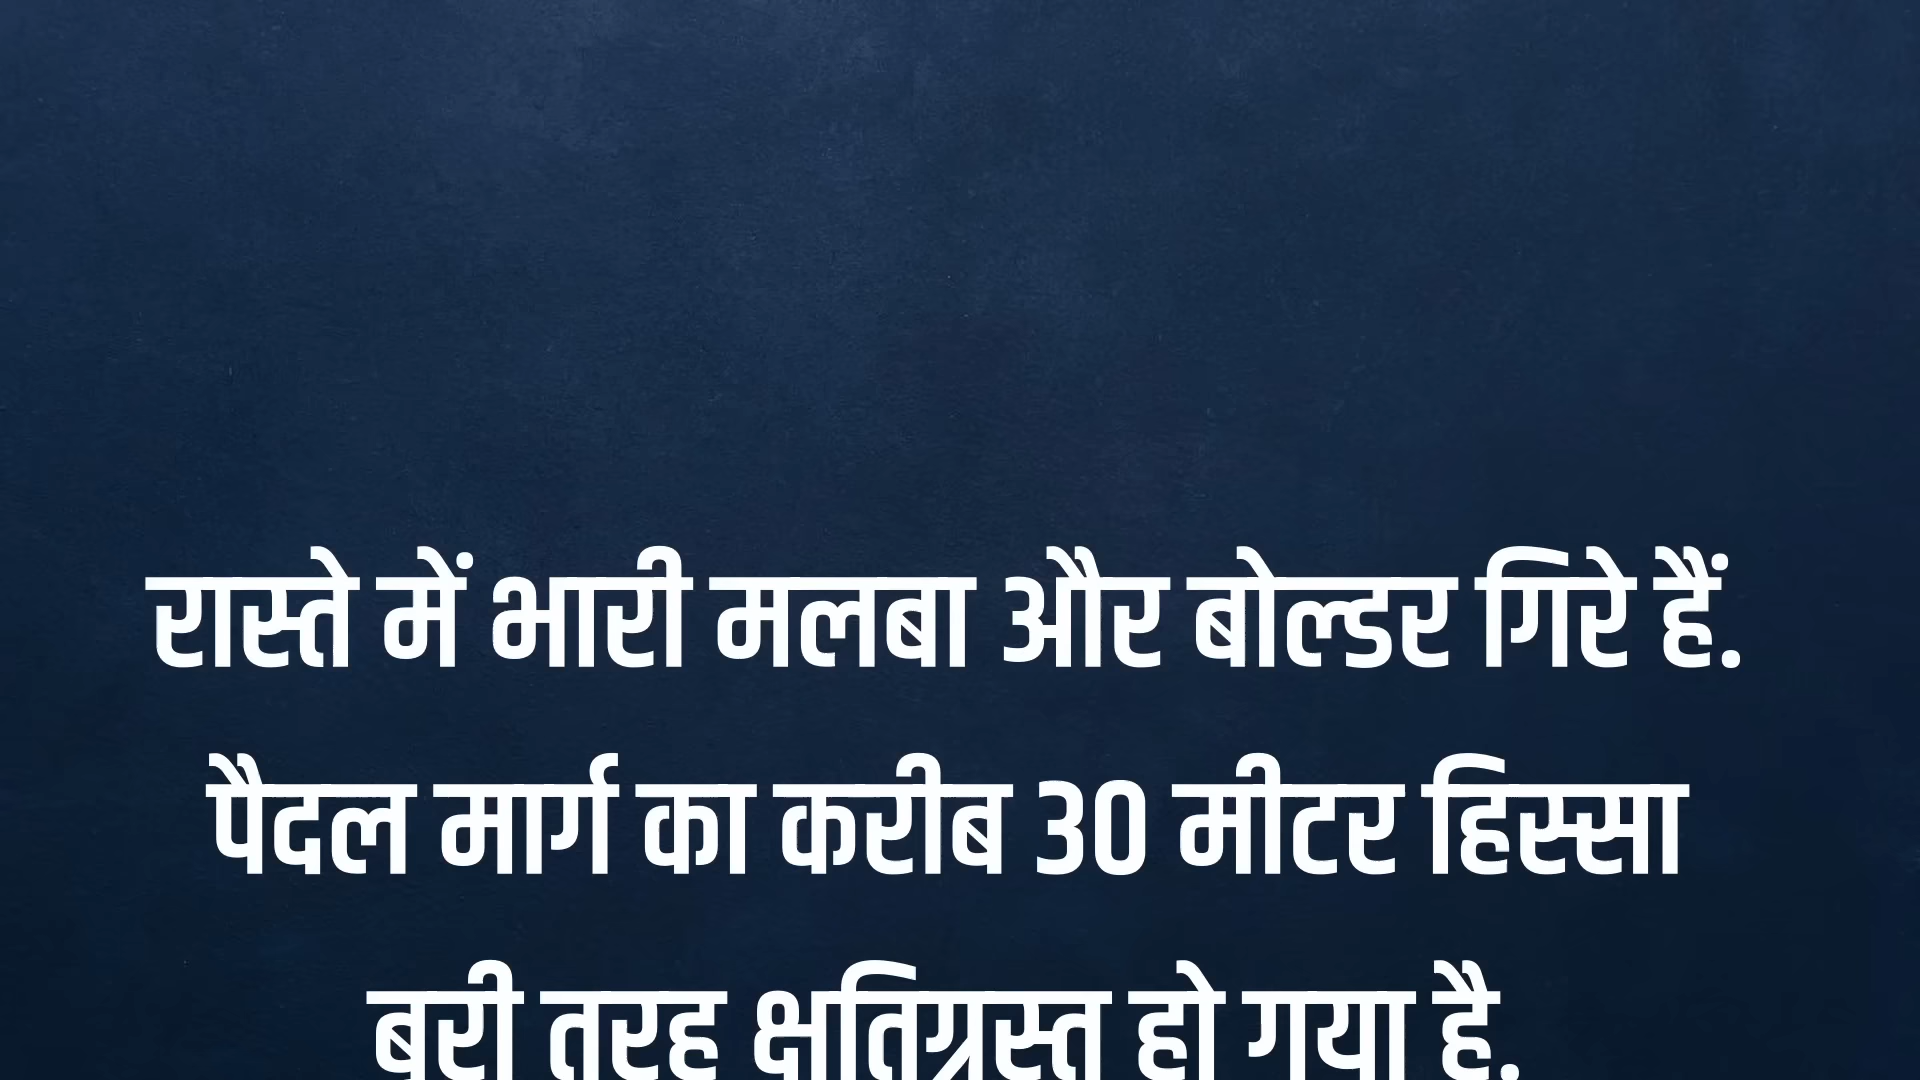 रास्ते में भारी मलबा और बोल्डर गिरे हैं.
पैदल मार्ग का करीब 30 मीटर हिस्सा
बुरी तरह क्षतिग्रस्त हो गया है.